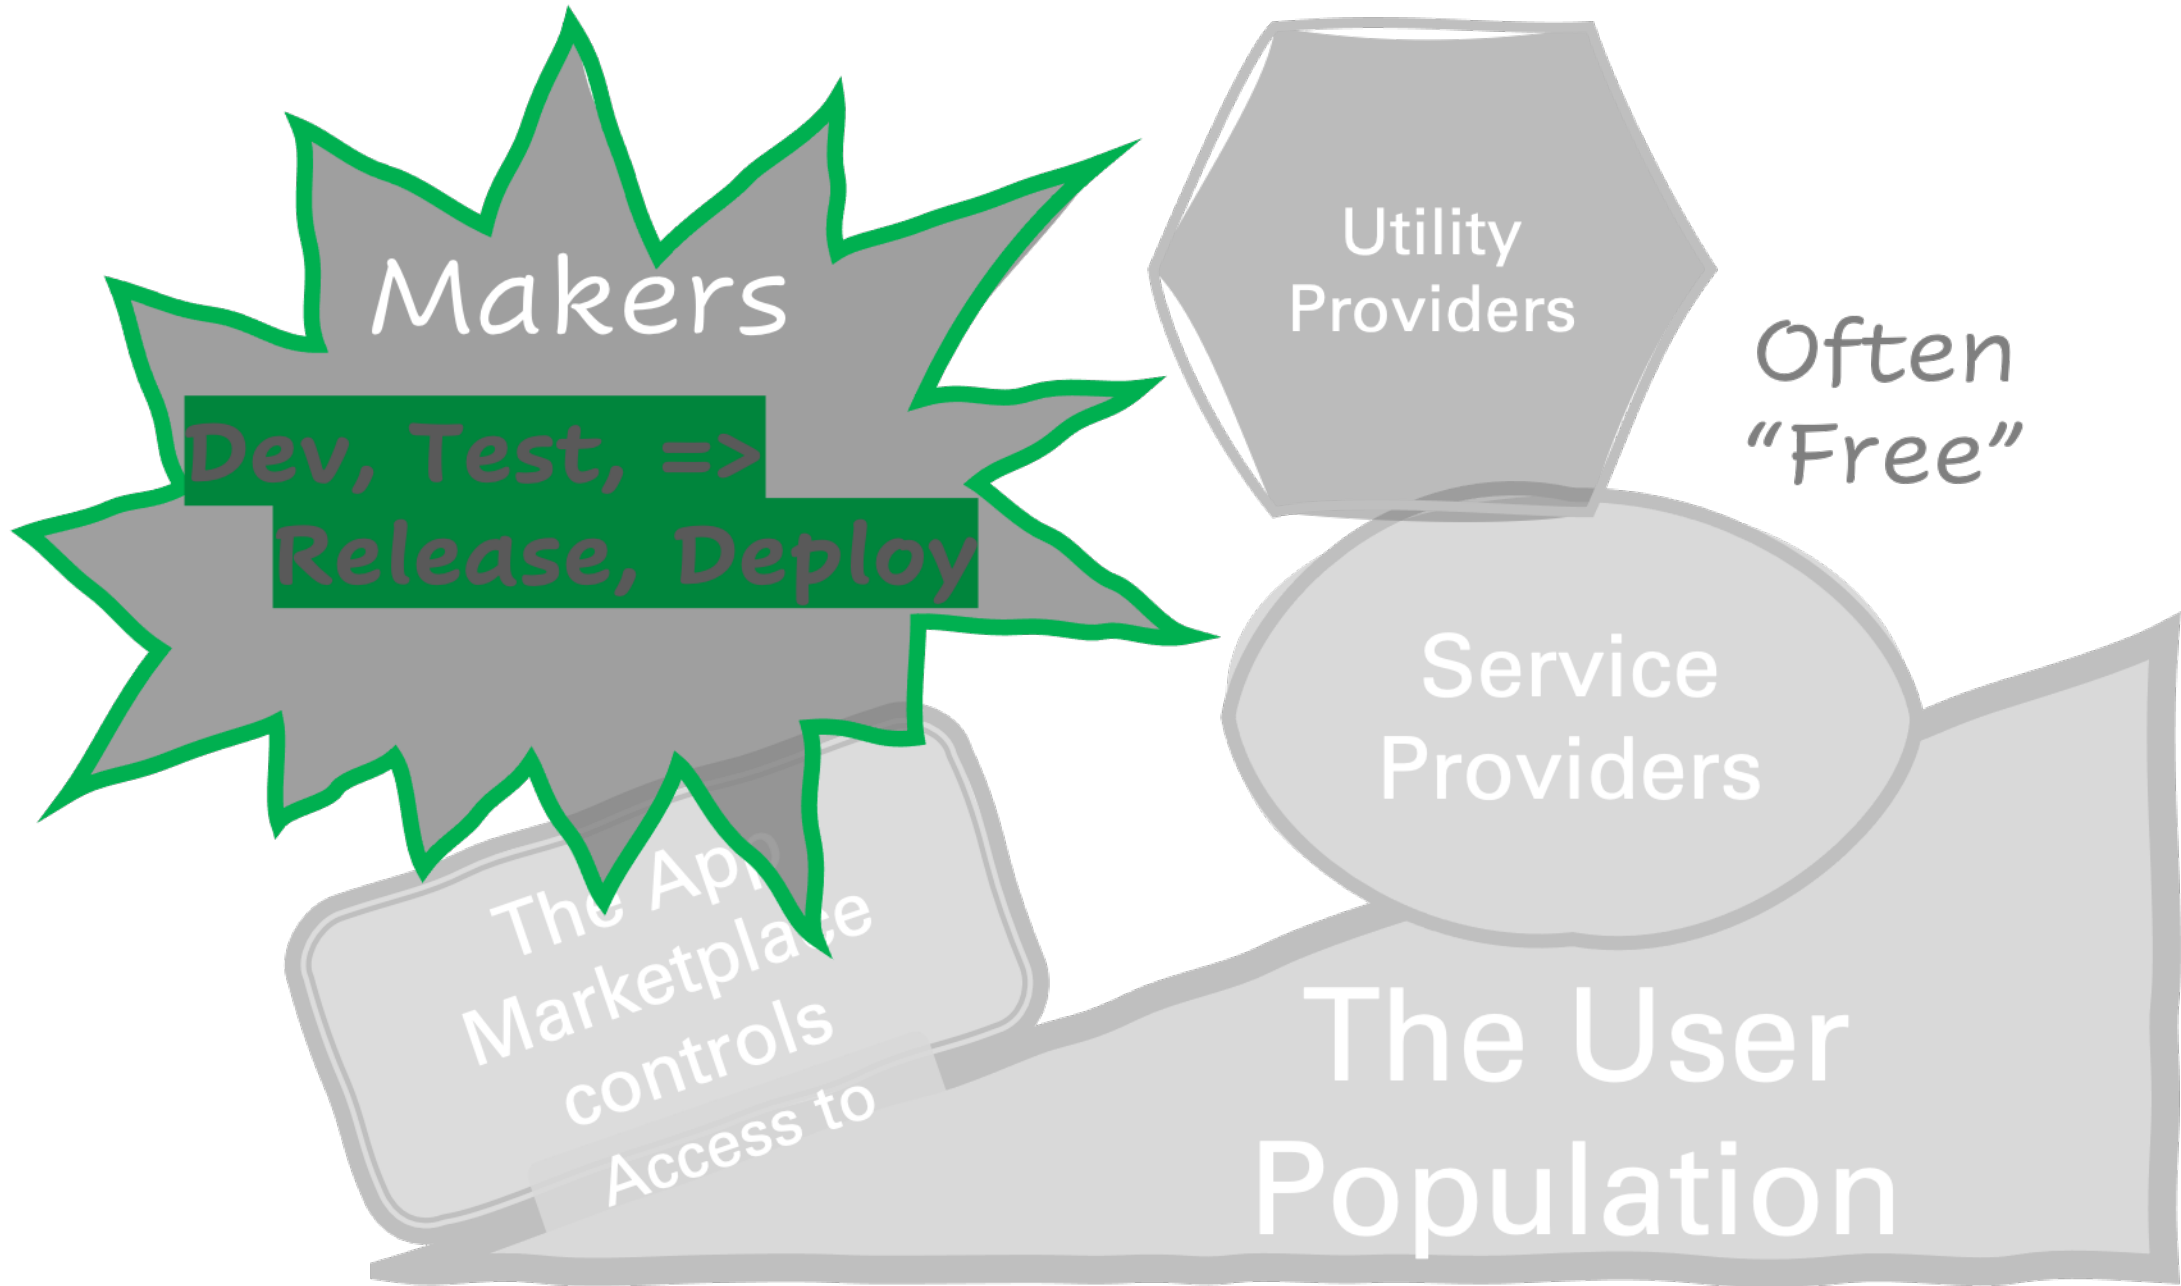 Makers
Dev, Test, =>
Release, Deploy
Utility
Providers
Often
“Free”
Service
Providers
The App
Marketplace
controls
Access to
The User
Population